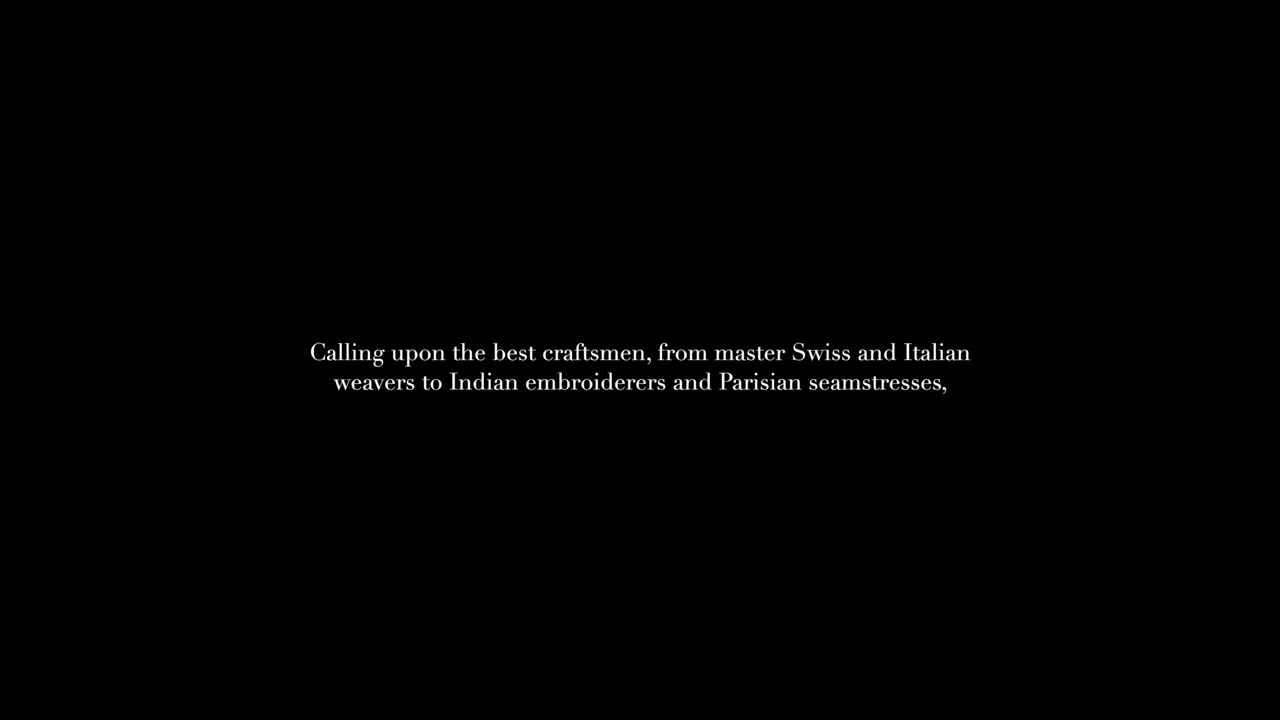 Calling upon the best craftsmen, from master Swiss and Italian
weavers to Indian embroiderers and Parisian seamstresses,